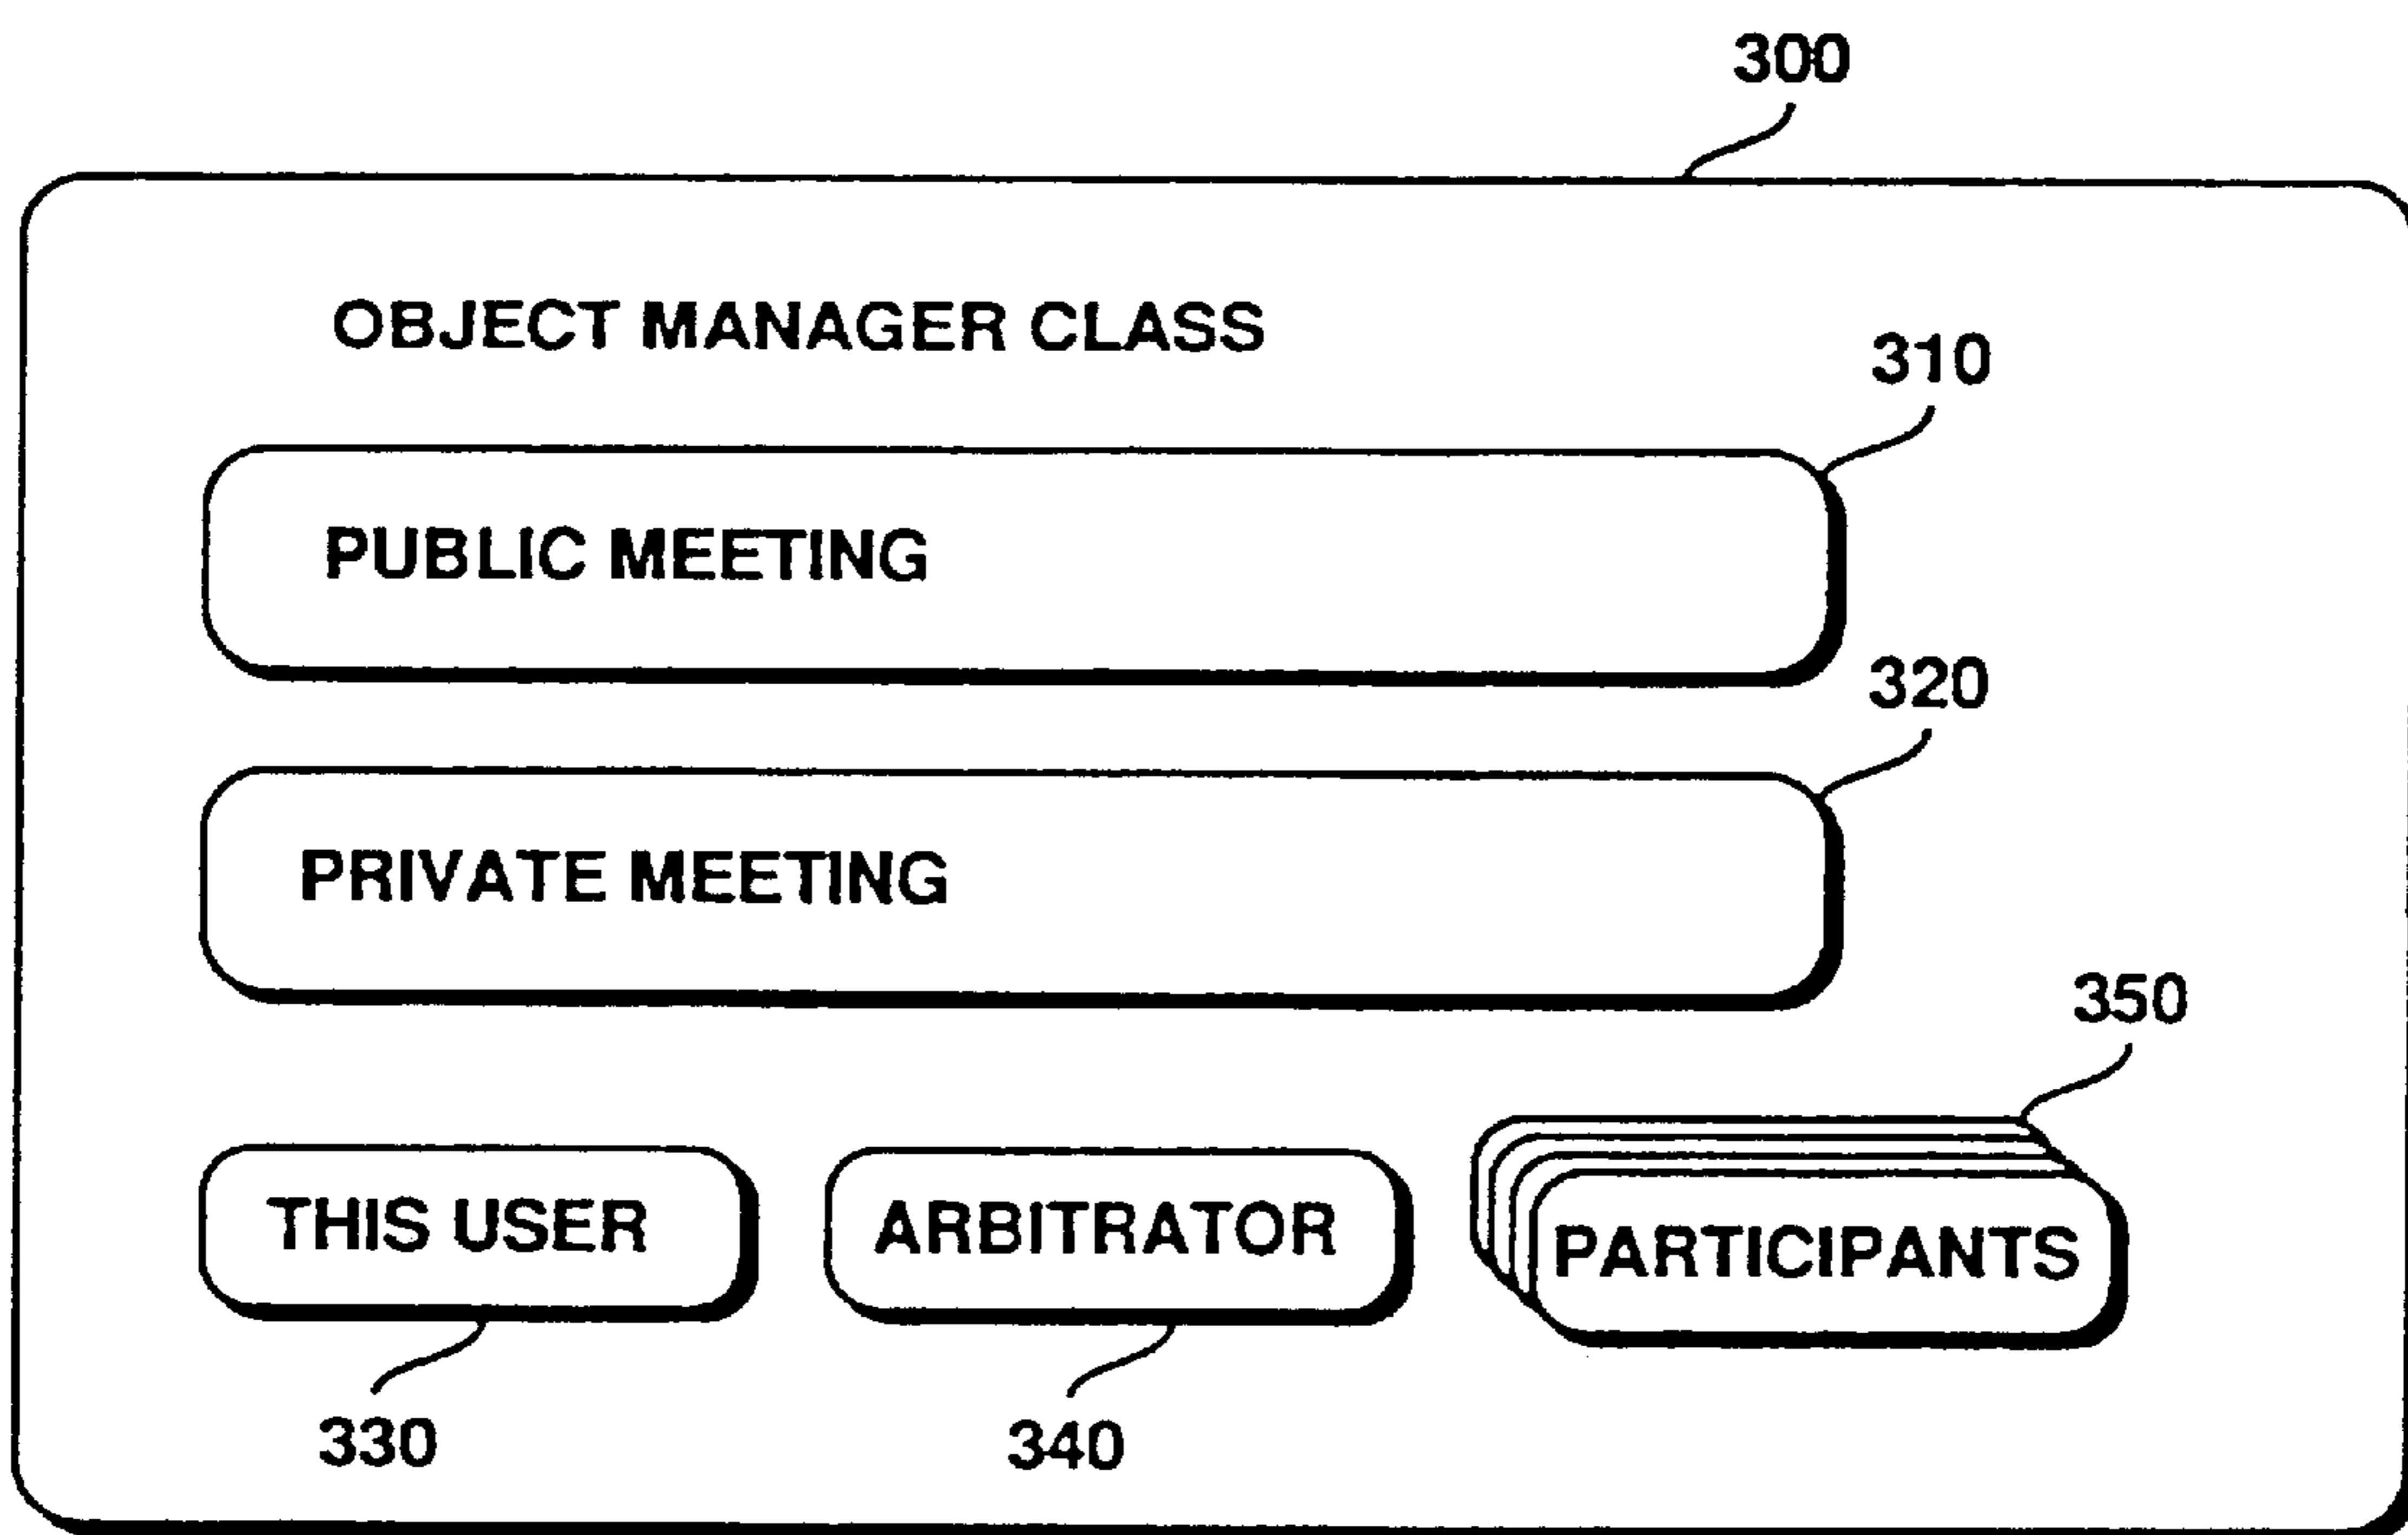 300
OBJECT MANAGER CLASS
310
PUBLIC MEETING
320
PRIVATE MEETING
350
THIS USER
ARBITRATOR
PARTICIPANTS
330
340